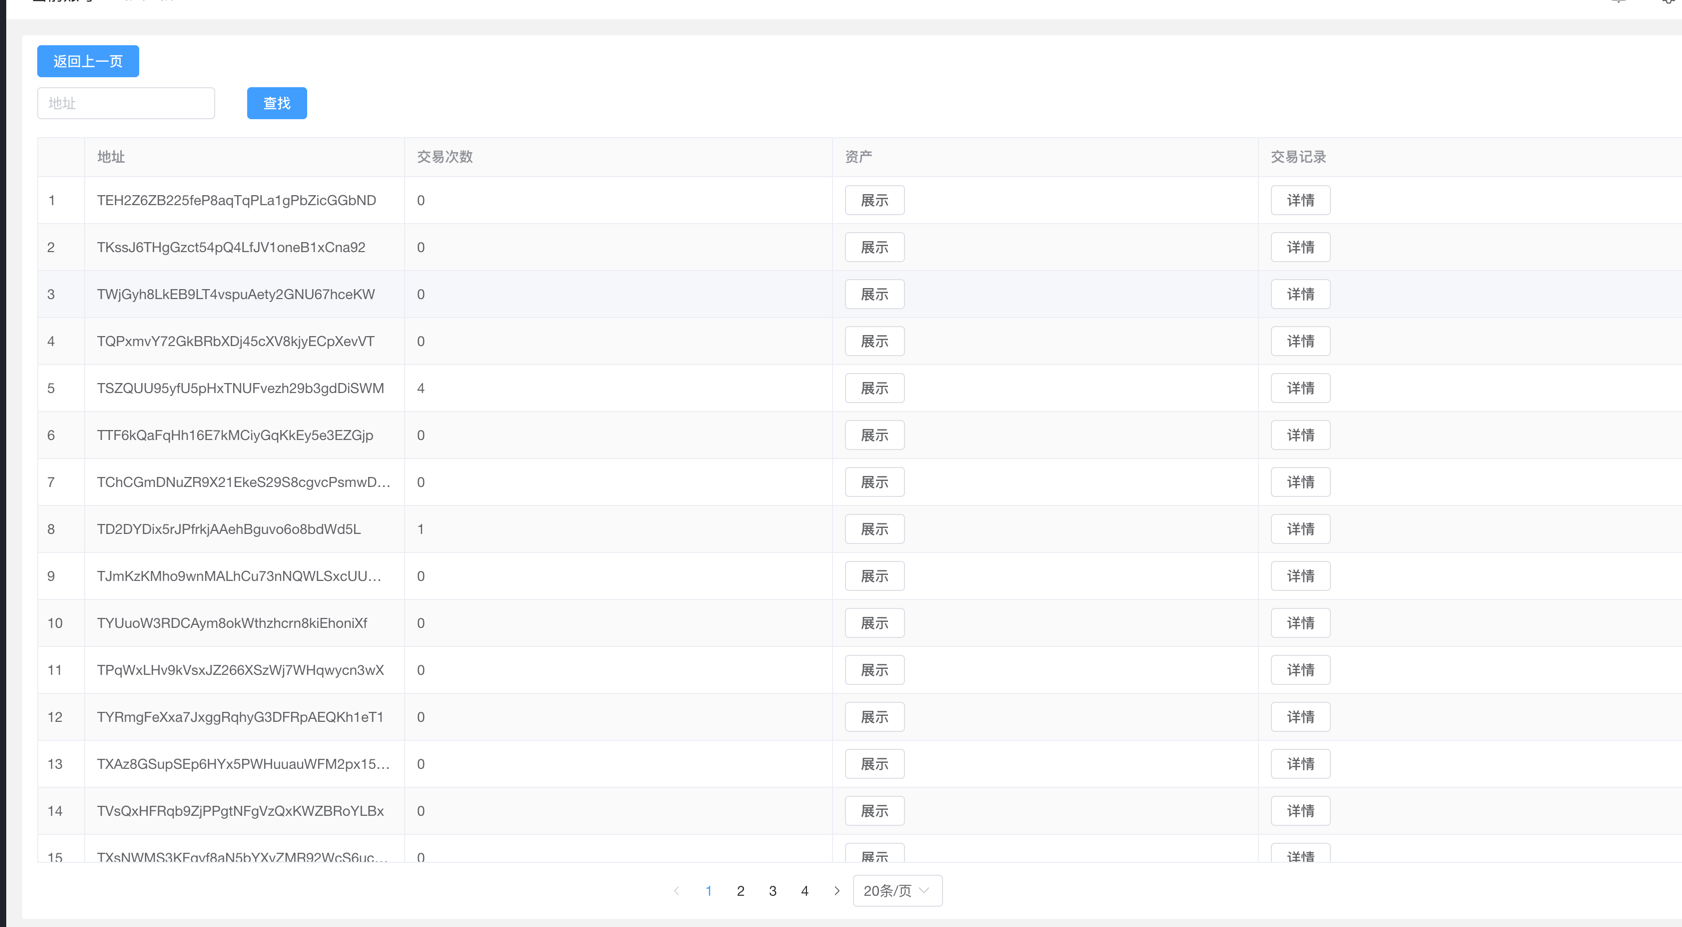 返回上一页
地址 查找
地址 交易次数 资产 交易记录
1 TEH2Z6ZB225feP8aqTqPLa1gPbZicGGbND 0 展示 详情
2 TKssJ6THgGzct54pQ4LfJV1oneB1xCna92 0 展示 详情
3 TWjGyh8LkEB9LT4vspuAety2GNU67hceKW 0 展示 详情
4 TQPxmvY72GkBRbXDj45cXV8kjyECpXevVT 0 展示 详情
5 TSZQUU95yfU5pHxTNUFvezh29b3gdDiSWM 4 展示 详情
6 TTF6kQaFqHh16E7kMCiyGqKkEy5e3EZGjp 0 展示 详情
7 TChCGmDNuZR9X21EkeS29S8cgvcPsmwD... 0 展示 详情
8 TD2DYDix5rJPfrkjAAehBguvo6o8bdWd5L 1 展示 详情
9 TJmKzKMho9wnMALhCu73nNQWLSxcUU... 0 展示 详情
10 TYUuoW3RDCAym8okWthzhcrn8kiEhoniXf 0 展示 详情
11 TPqWxLHv9kVsxJZ266XSzWj7WHqwycn3wX 0 展示 详情
12 TYRmgFeXxa7JxggRqhyG3DFRpAEQKh1eT1 0 展示 详情
13 TXAz8GSupSEp6HYx5PWHuuauWFM2px15... 0 展示 详情
14 TVsQxHFRqb9ZjPPgtNFgVzQxKWZBRoYLBx 0 展示 详情
15 0 展示 详情
1 2 3 4 20条/页